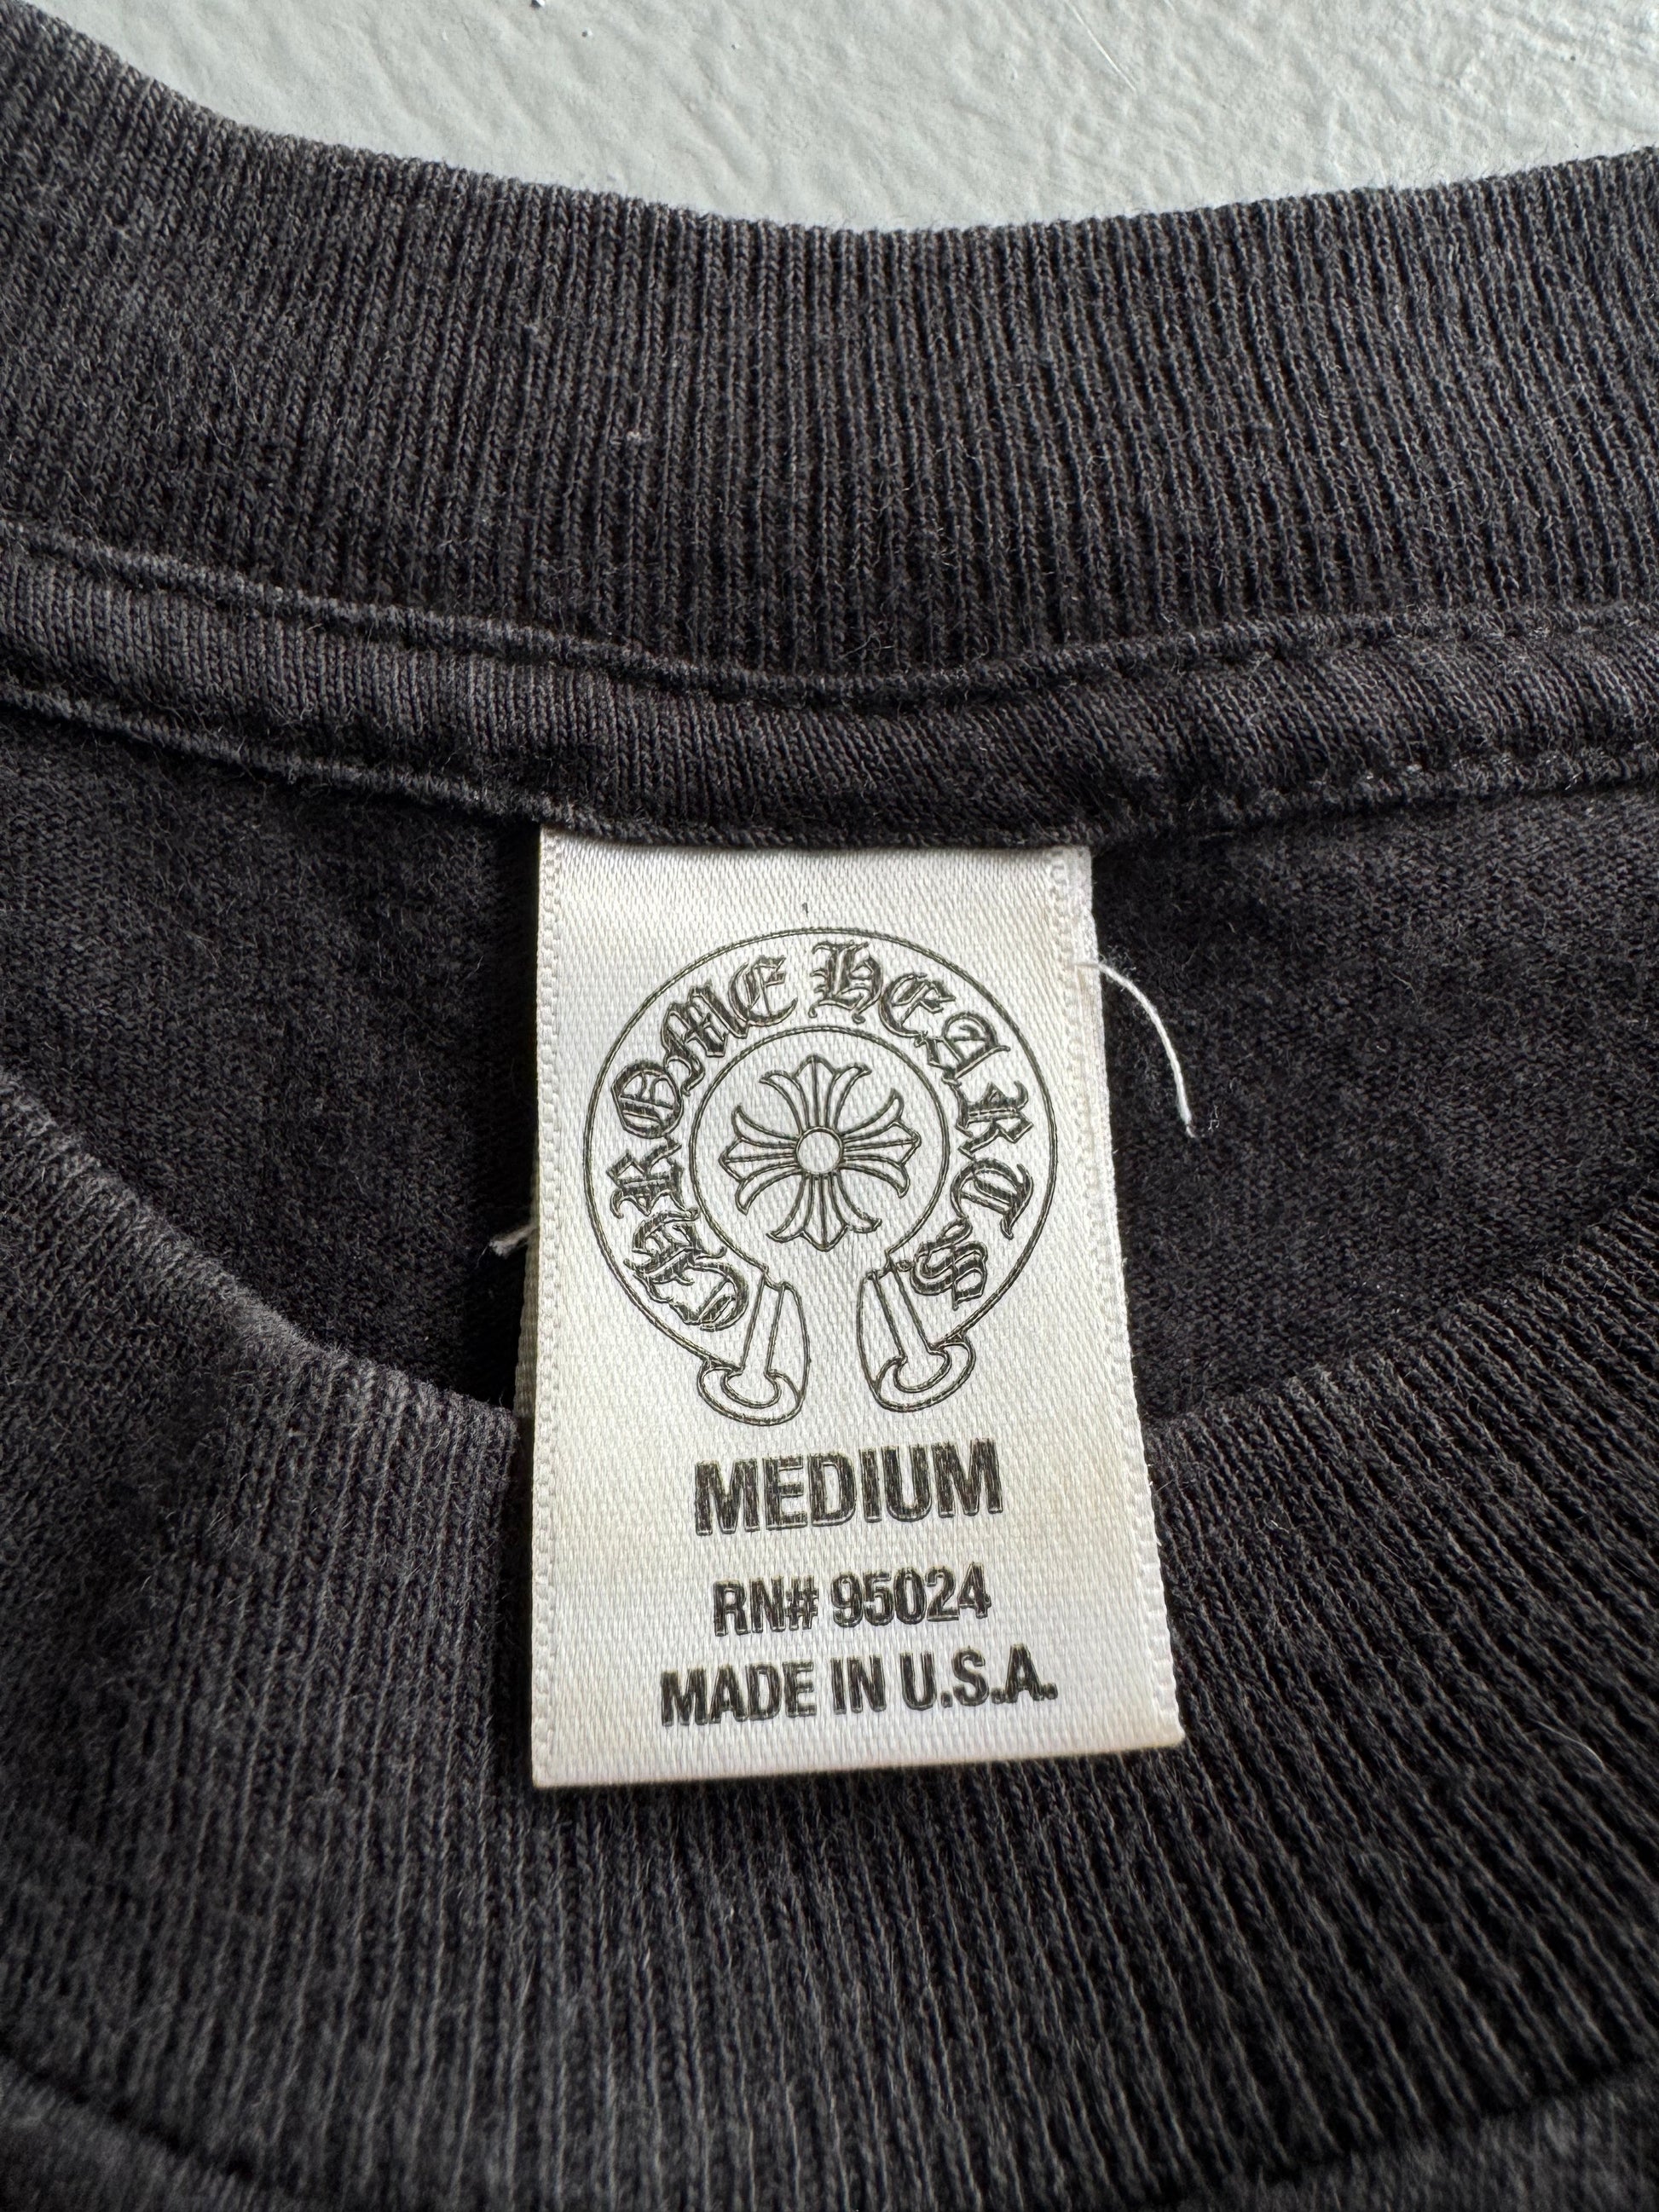 CHROME HEARTS
MEDIUM
RN# 95024
MADE IN U.S.A.